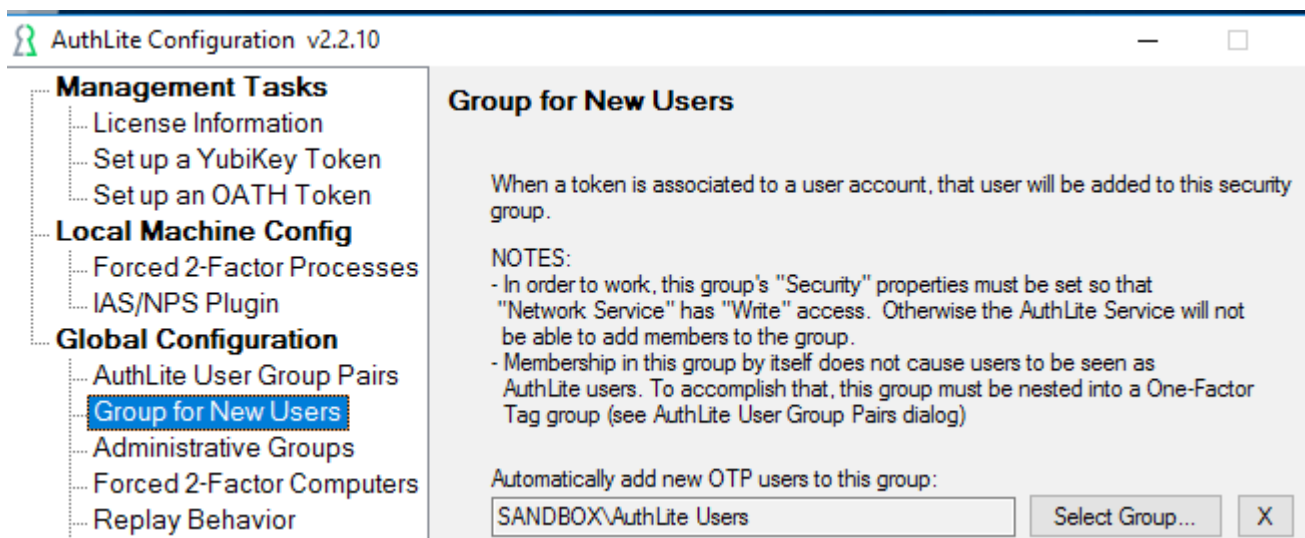 AuthLite Configuration v2.2.10
Management Tasks
License Information
Set up a YubiKey Token
Set up an OATH Token
Local Machine Config
Forced 2-Factor Processes
IAS/NPS Plugin
Global Configuration
AuthLite User Group Pairs
Group for New Users
Administrative Groups
Forced 2-Factor Computers
Replay Behavior
Group for New Users
When a token is associated to a user account, that user will be added to this security
group.
NOTES:
- In order to work, this group's "Security" properties must be set so that
"Network Service" has "Write" access. Otherwise the AuthLite Service will not
be able to add members to the group.
- Membership in this group by itself does not cause users to be seen as
AuthLite users. To accomplish that, this group must be nested into a One-Factor
Tag group (see AuthLite User Group Pairs dialog)
Automatically add new OTP users to this group:
SANDBOX\AuthLite Users Select Group... X